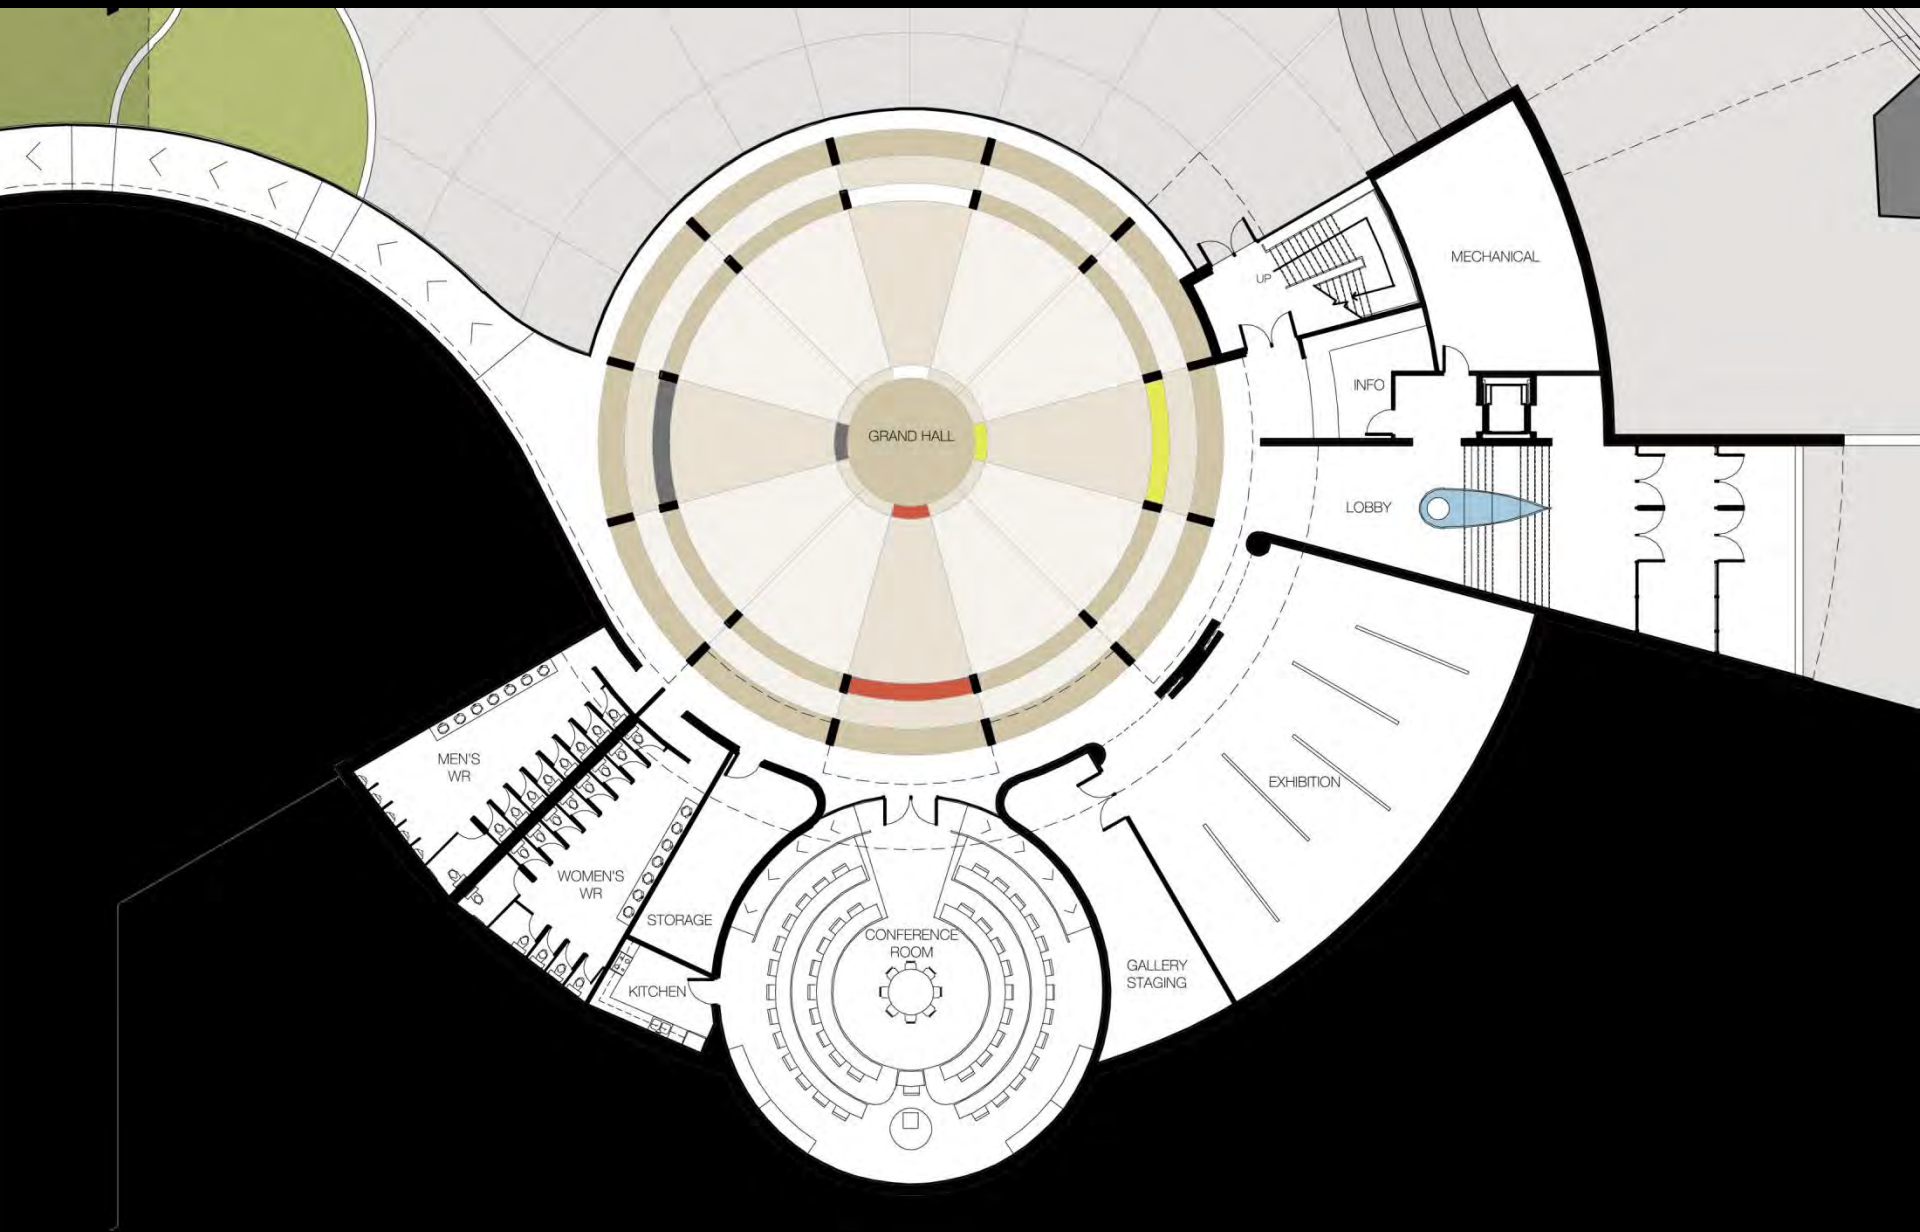 MECHANICAL
UP
INFO
GRAND HALL
LOBBY
MEN'S
WR
EXHIBITION
WOMEN'S
WR
STORAGE
CONFERENCE
ROOM
GALLERY
STAGING
KITCHEN